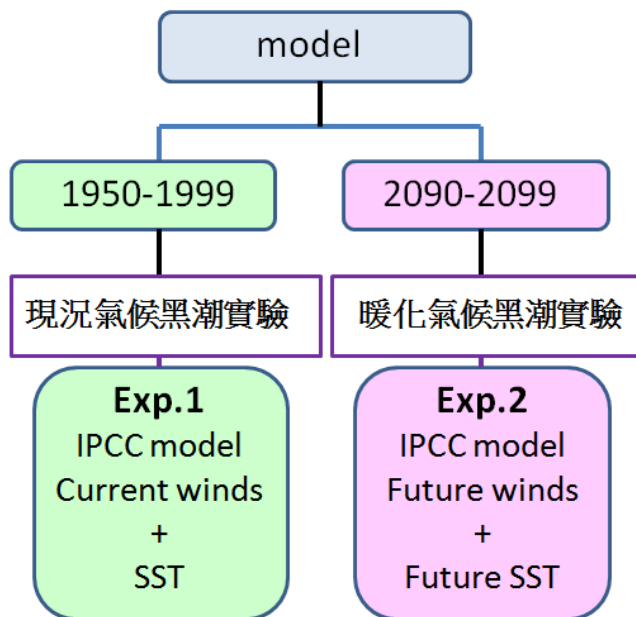 model
1950-1999
2090-2099
現況氣候黑潮實驗
暖化氣候黑潮實驗
Exp.1
IPCC model
Current winds
+
SST
Exp.2
IPCC model
Future winds
+
Future SST